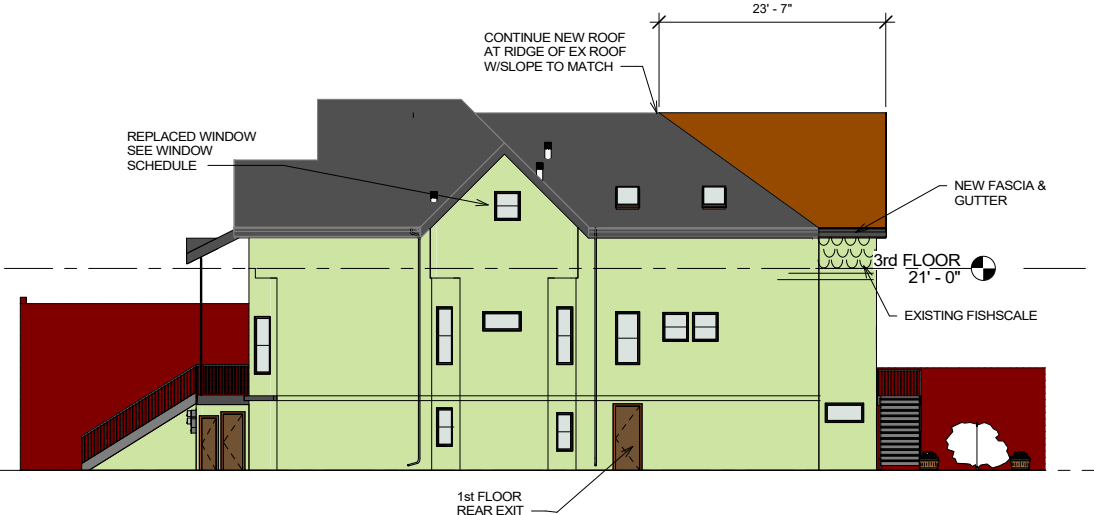 23' - 7"
CONTINUE NEW ROOF
AT RIDGE OF EX ROOF
W/SLOPE TO MATCH
REPLACED WINDOW
SEE WINDOW
SCHEDULE
NEW FASCIA &
GUTTER
3rd FLOOR
21' - 0"
EXISTING FISHSCALE
1st FLOOR
REAR EXIT